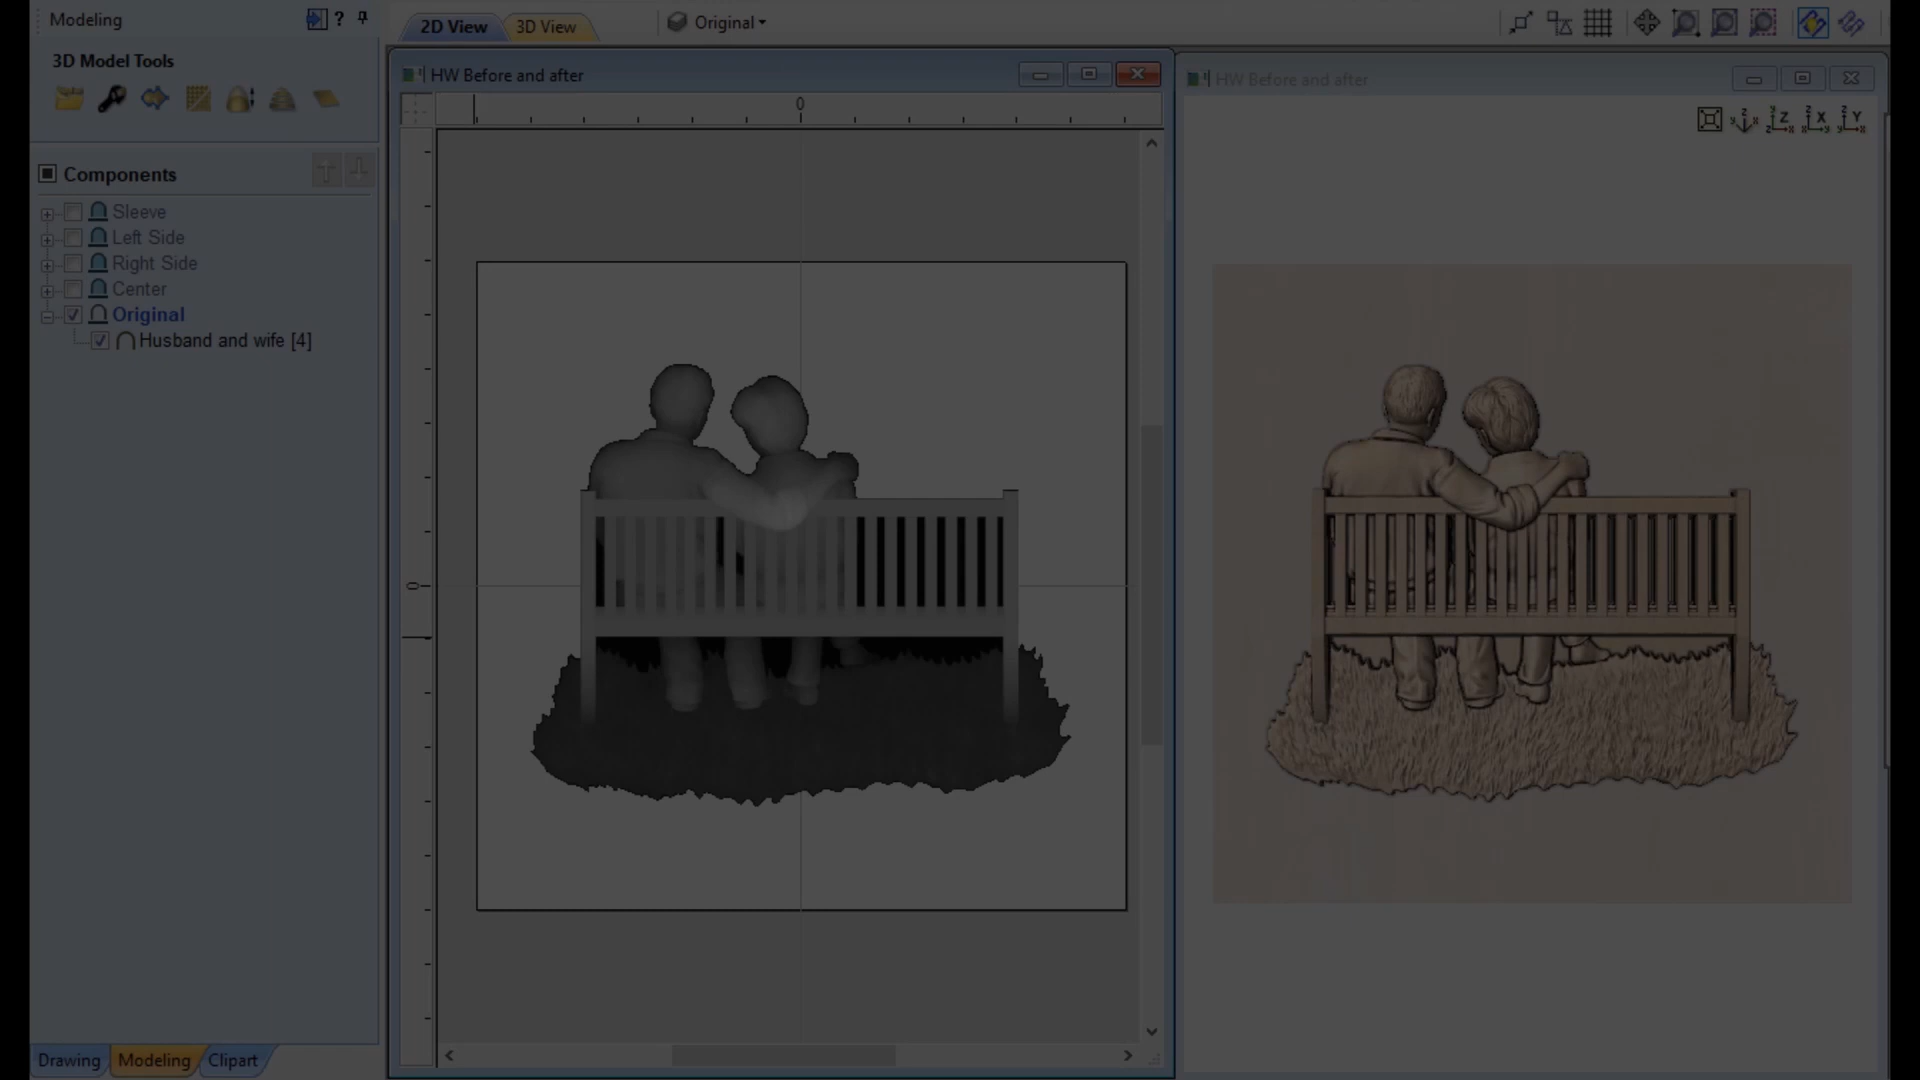 Modeling
?
3D Model Tools
Components
Sleeve
Left Side
Right Side
Center
Original
Husband and wife [4]
Drawing
Modeling
Clipart
2D View
3D View
Original
HW Before and after
0
0
HW Before and after